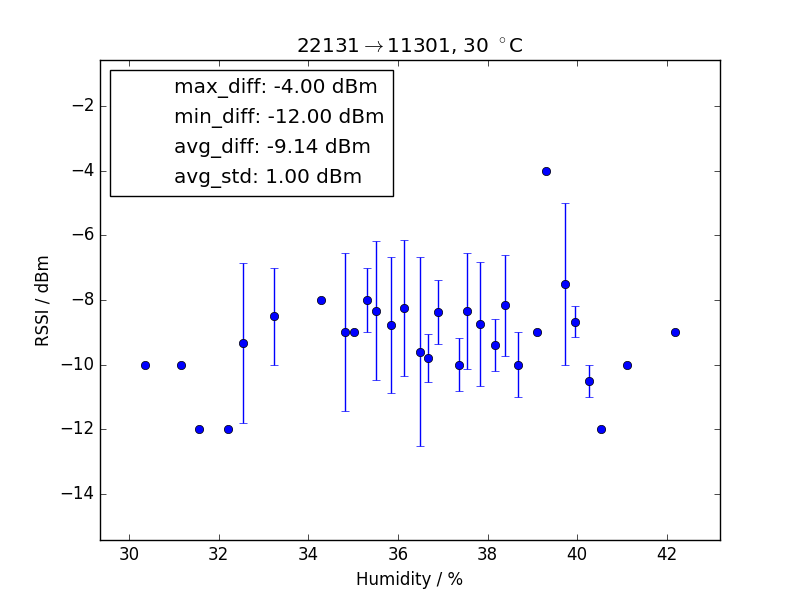 22131→11301, 30 °C
max_diff: -4.00 dBm
min_diff: -12.00 dBm
avg_diff: -9.14 dBm
avg_std: 1.00 dBm
RSSI / dBm
−2
−4
−6
−8
−10
−12
−14
30 32 34 36 38 40 42
Humidity / %